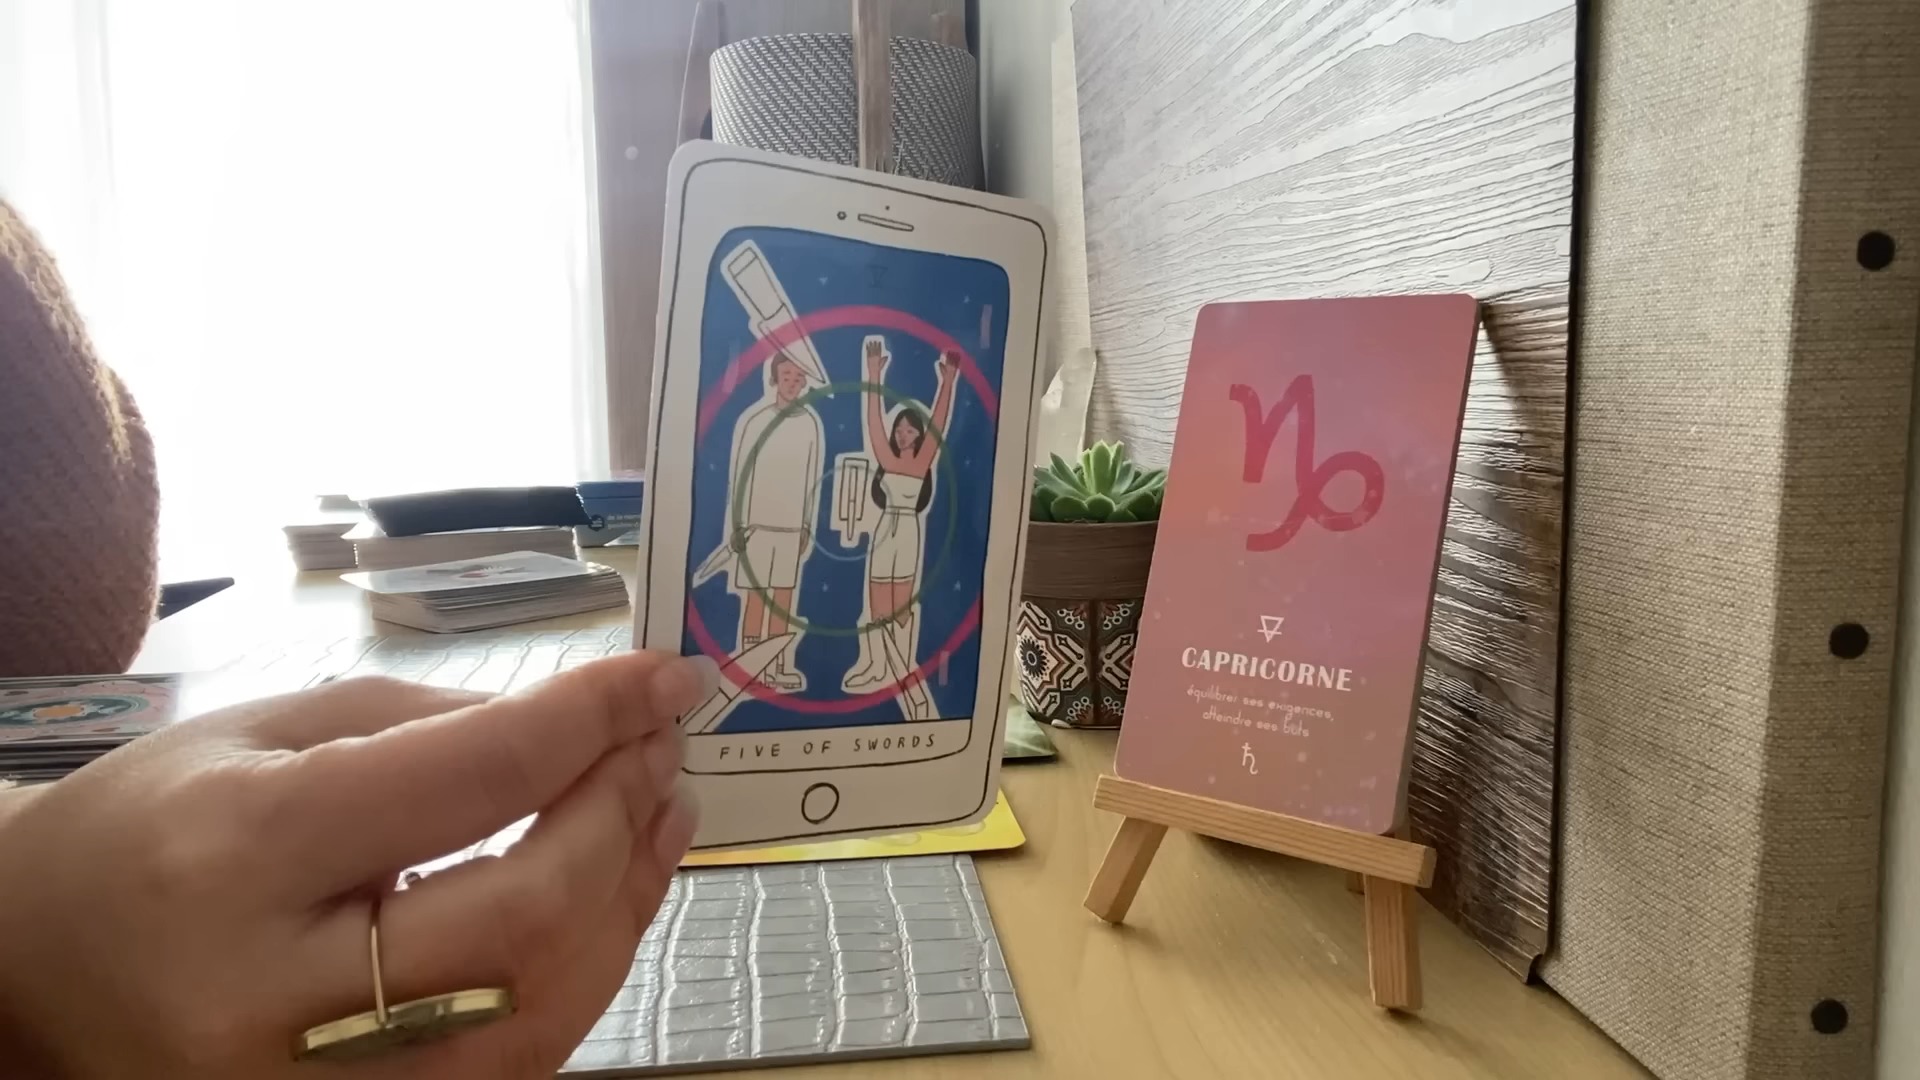 FIVE OF SWORDS
CAPRICORNE
équilibrer ses exigences,
atteindre ses buts